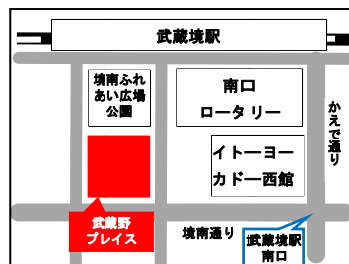 武蔵境駅
境南ふれ
あい広場
公園
南口
ロータリー
かえで通り
イトーヨー
カドー西館
武蔵野
プレイス
境南通り
武蔵境駅
南口